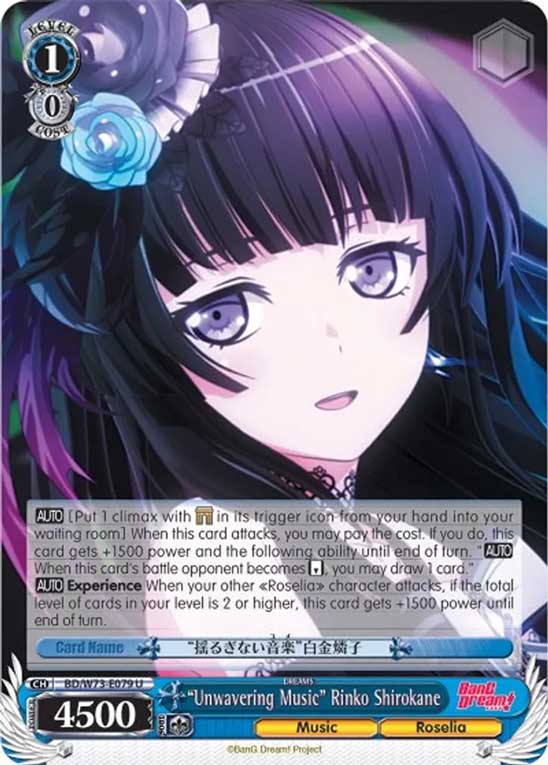 LEVEL
1
0
COST
AUTO [Put 1 climax with in its trigger icon from your hand into your
waiting room] When this card attacks, you may pay the cost. If you do, this
card gets +1500 power and the following ability until end of turn. "AUTO
When this card's battle opponent becomes , you may draw 1 card."
AUTO Experience When your other «Roselia» character attacks, if the total
level of cards in your level is 2 or higher, this card gets +1500 power until
end of turn.
Card Name
“揺るぎない音楽”白金燐子
CH BD/W73-E079 U
DREAMS
“Unwavering Music” Rinko Shirokane
BanG Dream!
POWER
4500
SOUL
Music
Roselia
©BanG Dream! Project